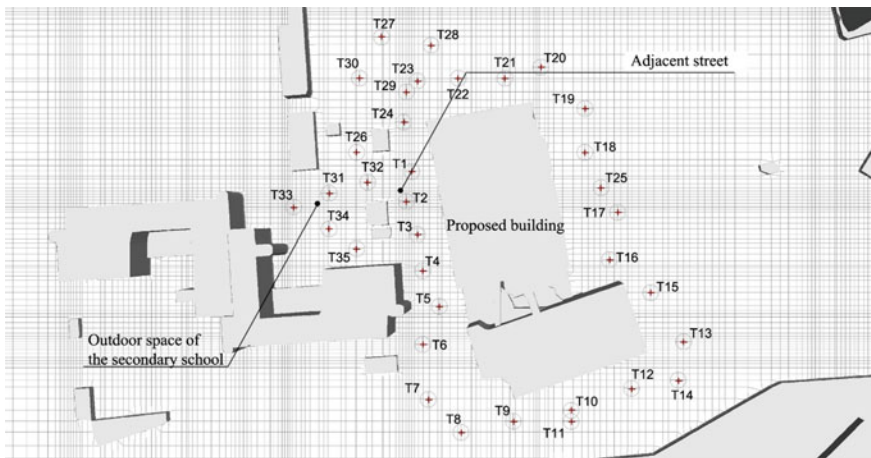 T27
T28
Adjacent street
T20
T21
T30
T23
T22
T29
T19
T24
T26
T18
T1
T32
T25
T31
T33
T2
T17
T34
T3
Proposed building
T35
T4
T16
T5
T15
Outdoor space of
the secondary school
T6
T13
T12
T14
T7
T10
T9
T8
T11